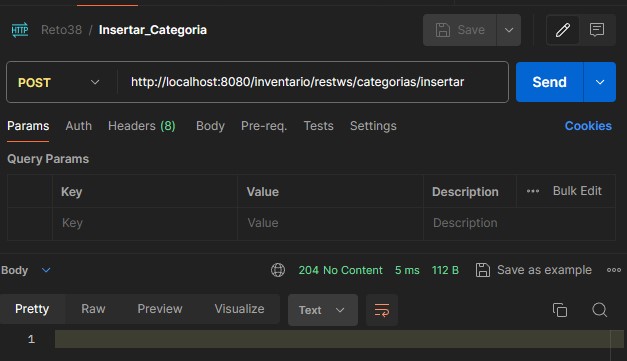 HTTP Reto38 / Insertar_Categoria Save
POST http://localhost:8080/inventario/restws/categorias/insertar Send
Params Auth Headers (8) Body Pre-req. Tests Settings Cookies
Query Params
Key Value Description Bulk Edit
Key Value Description
Body 204 No Content 5 ms 112 B Save as example
Pretty Raw Preview Visualize Text
1